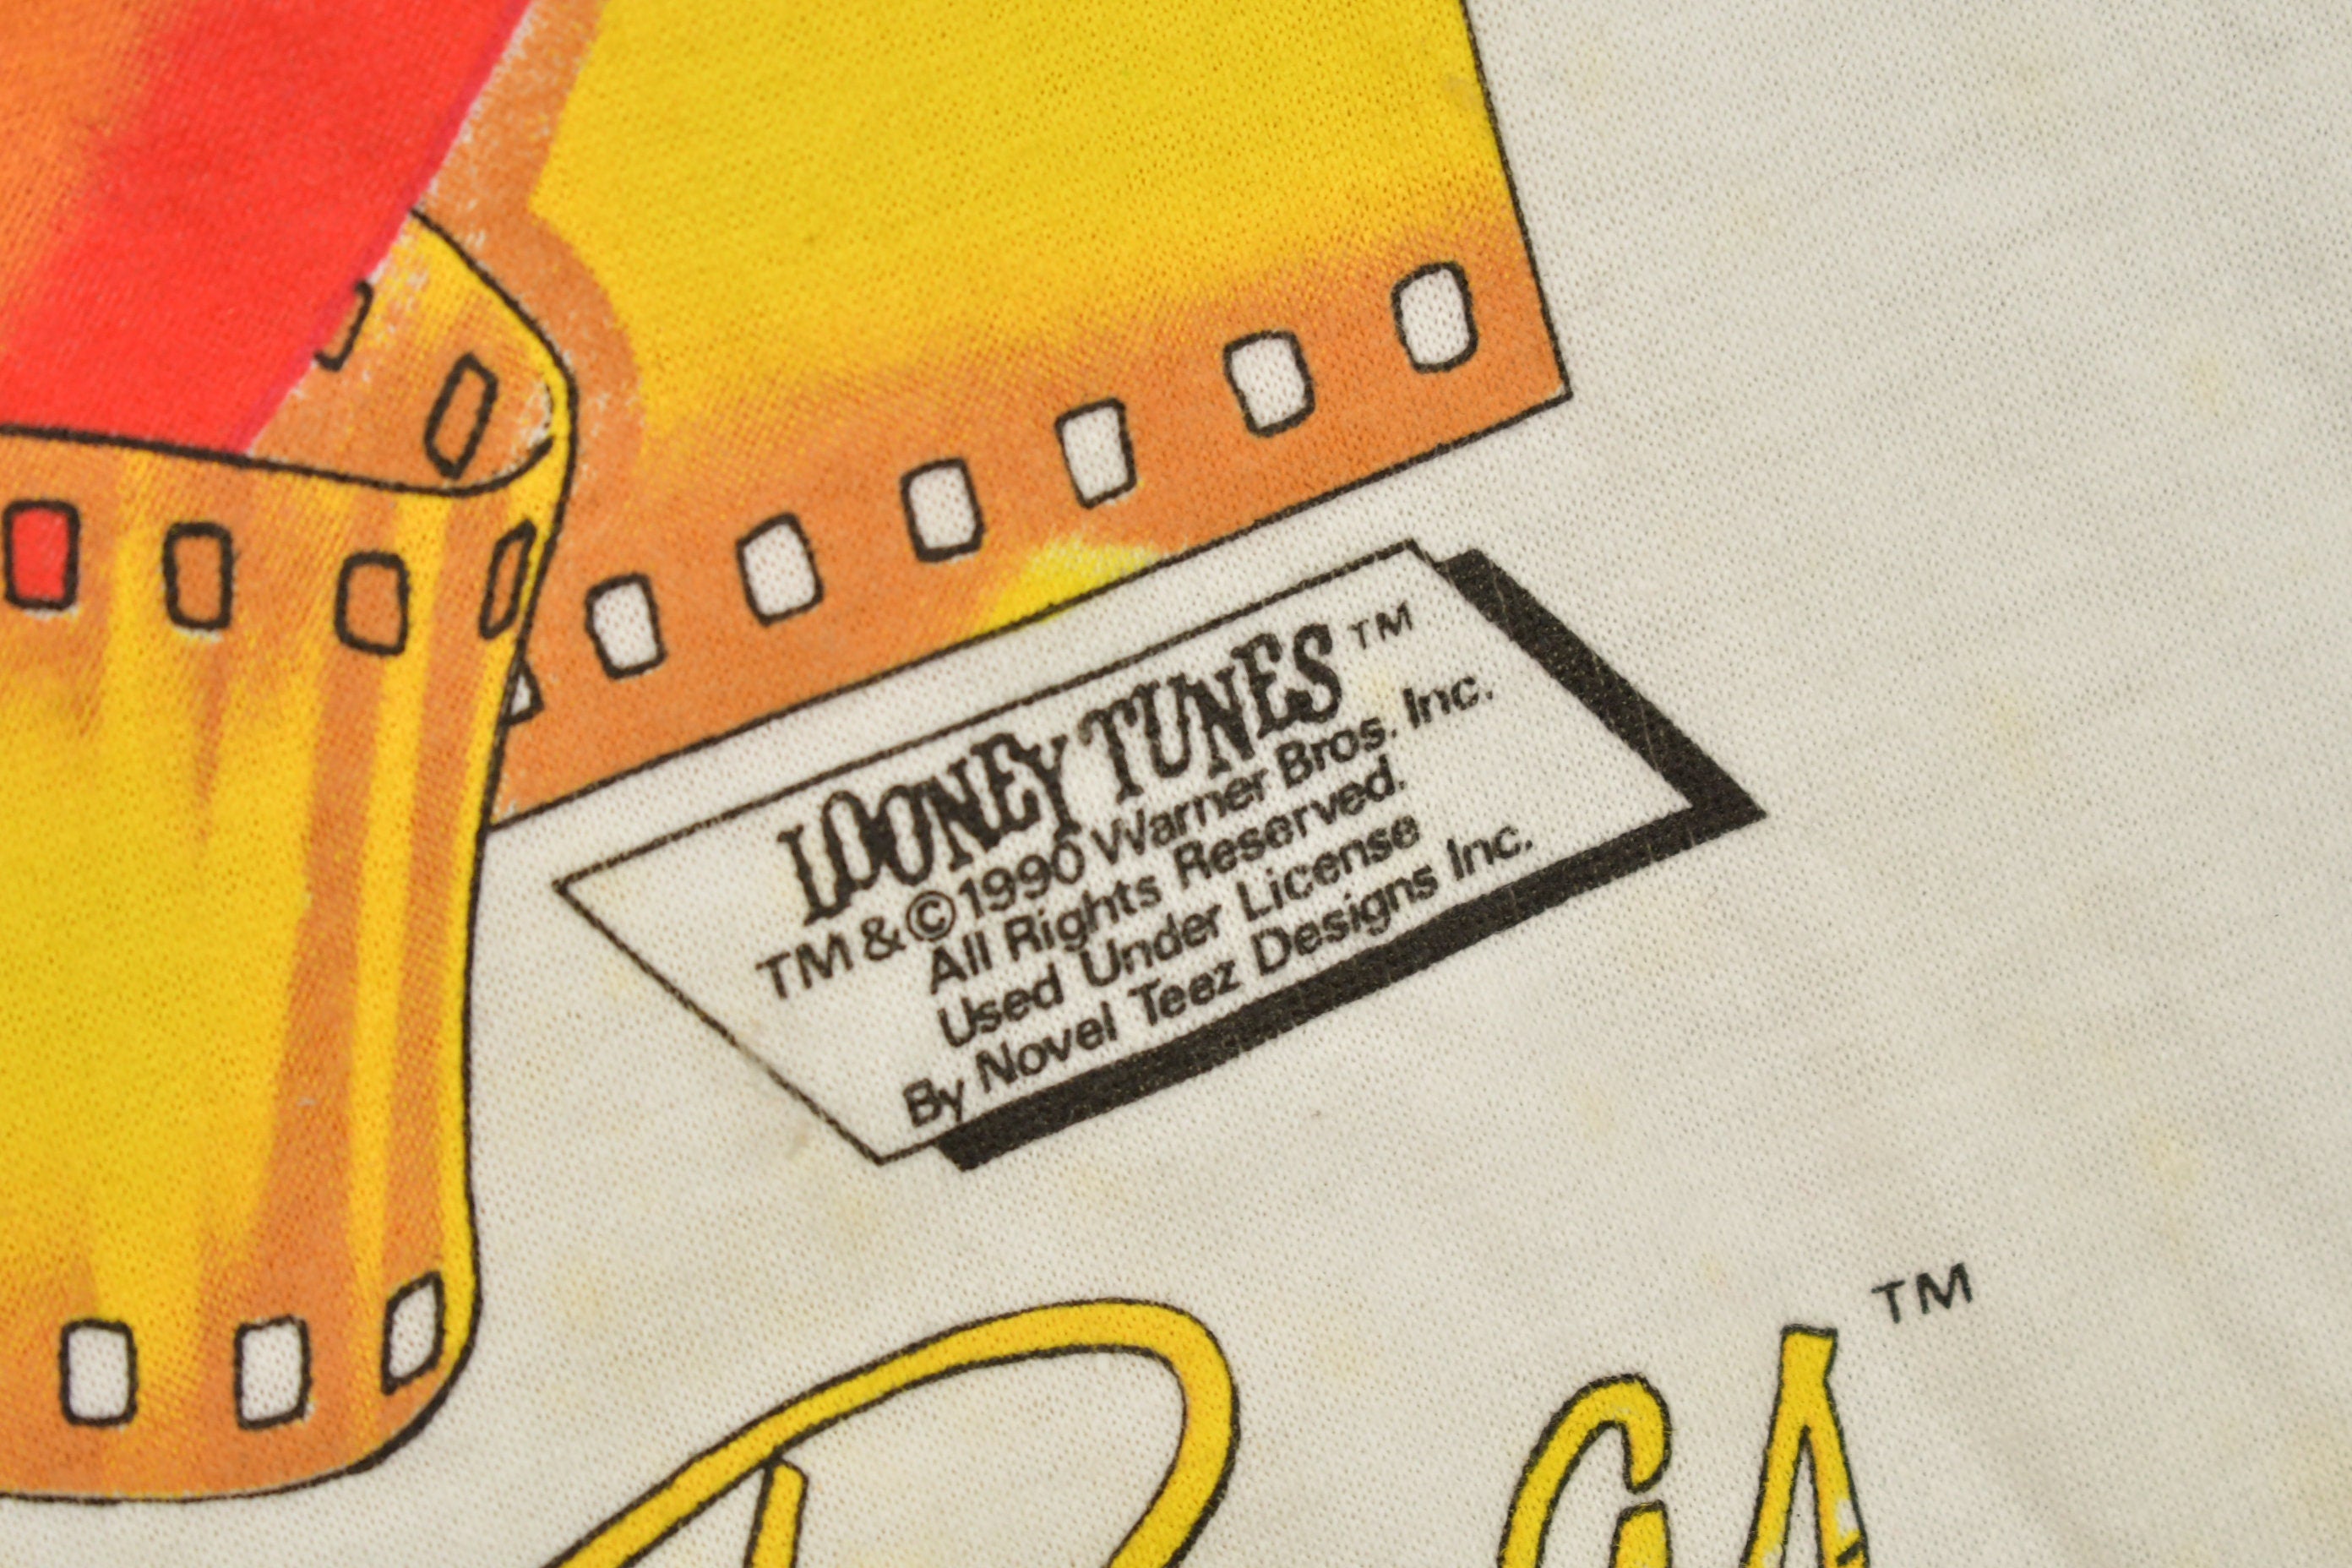 LOONEY TUNES™
TM & © 1990 Warner Bros. Inc.
All Rights Reserved.
Used Under License
By Novel Teez Designs Inc.
TM